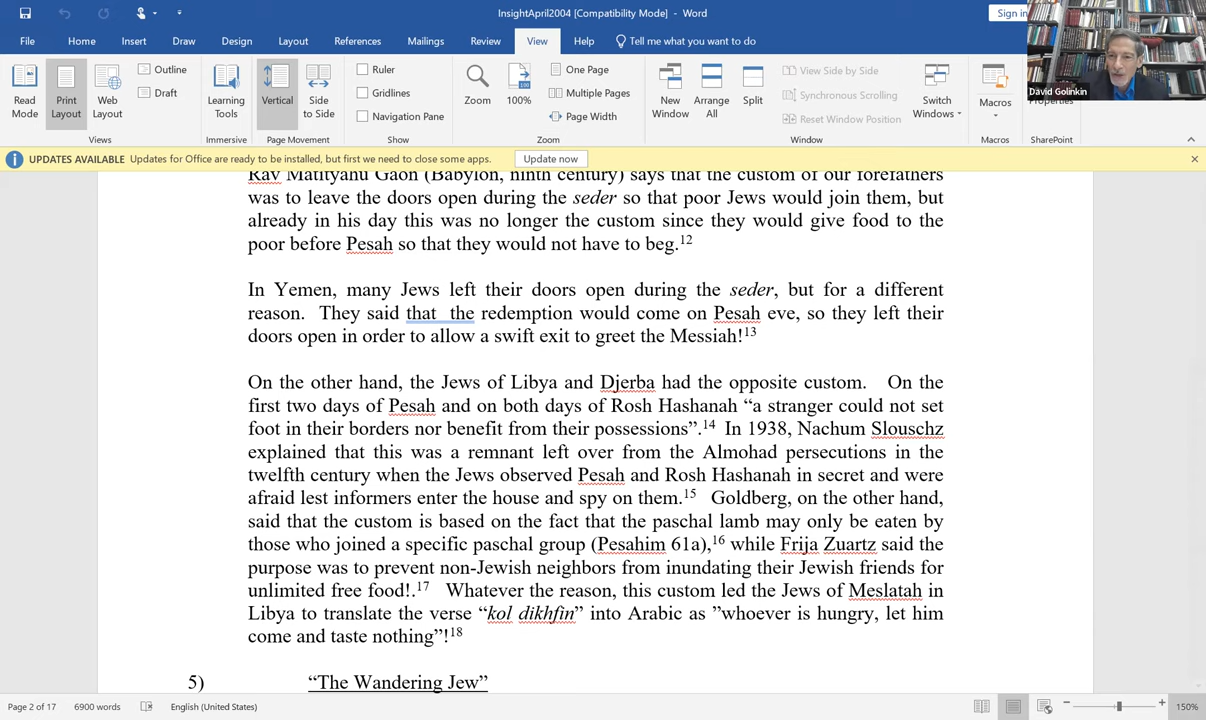 InsightApril2004 [Compatibility Mode] - Word
Sign in
File Home Insert Draw Design Layout References Mailings Review View Help Tell me what you want to do
Read Mode
Print Layout
Web Layout
Outline
Draft
Views
Learning Tools
Immersive
Vertical
Side to Side
Page Movement
Ruler
Gridlines
Navigation Pane
Show
Zoom
100%
One Page
Multiple Pages
Page Width
Zoom
New Window
Arrange All
Split
View Side by Side
Synchronous Scrolling
Reset Window Position
Window
Switch Windows
Macros
Macros
Properties
SharePoint
David Golinkin
UPDATES AVAILABLE Updates for Office are ready to be installed, but first we need to close some apps. Update now
Rav Matityahu Gaon (Babylon, ninth century) says that the custom of our forefathers
was to leave the doors open during the seder so that poor Jews would join them, but
already in his day this was no longer the custom since they would give food to the
poor before Pesah so that they would not have to beg.12
In Yemen, many Jews left their doors open during the seder, but for a different
reason. They said that the redemption would come on Pesah eve, so they left their
doors open in order to allow a swift exit to greet the Messiah!13
On the other hand, the Jews of Libya and Djerba had the opposite custom. On the
first two days of Pesah and on both days of Rosh Hashanah “a stranger could not set
foot in their borders nor benefit from their possessions”.14 In 1938, Nachum Slouschz
explained that this was a remnant left over from the Almohad persecutions in the
twelfth century when the Jews observed Pesah and Rosh Hashanah in secret and were
afraid lest informers enter the house and spy on them.15 Goldberg, on the other hand,
said that the custom is based on the fact that the paschal lamb may only be eaten by
those who joined a specific paschal group (Pesahim 61a),16 while Frija Zuartz said the
purpose was to prevent non-Jewish neighbors from inundating their Jewish friends for
unlimited free food!.17 Whatever the reason, this custom led the Jews of Meslatah in
Libya to translate the verse “kol dikhfin” into Arabic as ”whoever is hungry, let him
come and taste nothing”!18
5) “The Wandering Jew”
Page 2 of 17 6900 words English (United States) 150%